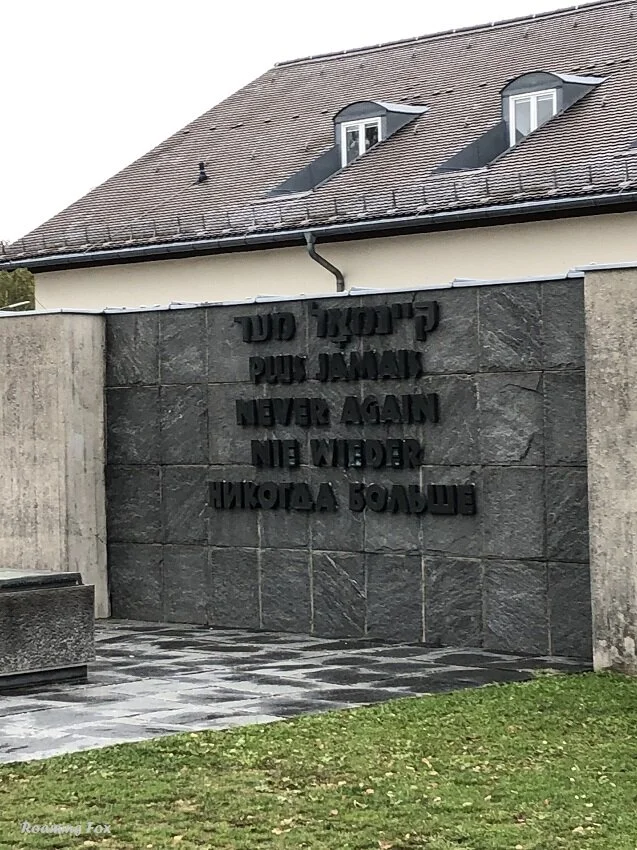 קיינמאָל מער
PLUS JAMAIS
NEVER AGAIN
NIE WIEDER
НИКОГДА БОЛЬШЕ
Roaming Fox